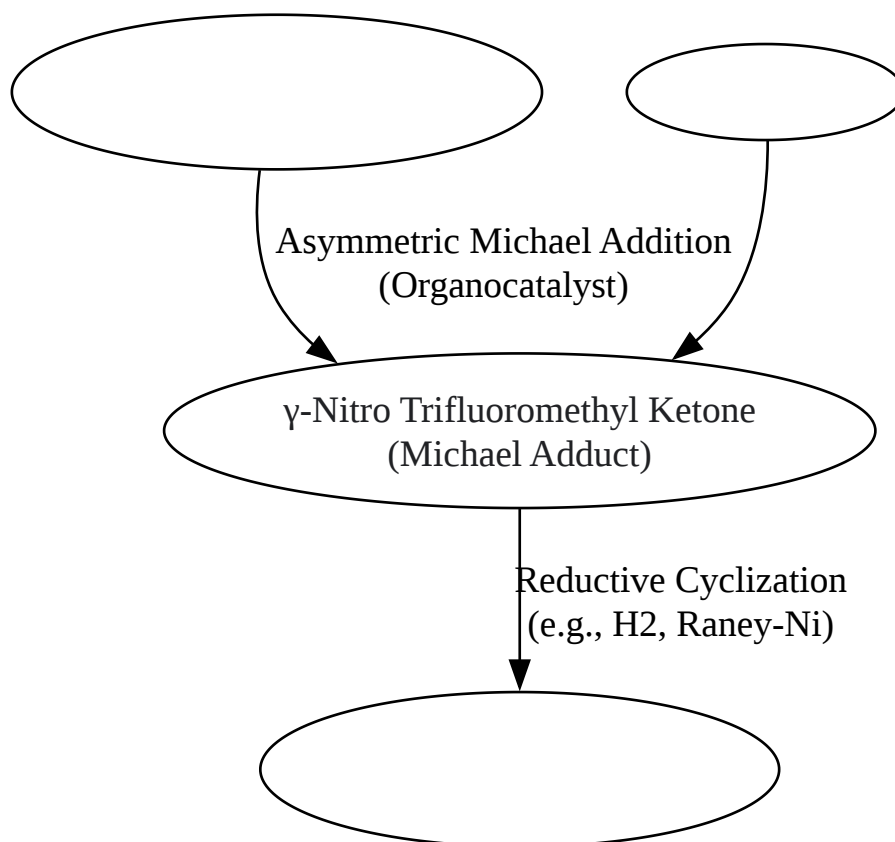 Asymmetric Michael Addition
(Organocatalyst)
γ-Nitro Trifluoromethyl Ketone
(Michael Adduct)
Reductive Cyclization
(e.g., H2, Raney-Ni)